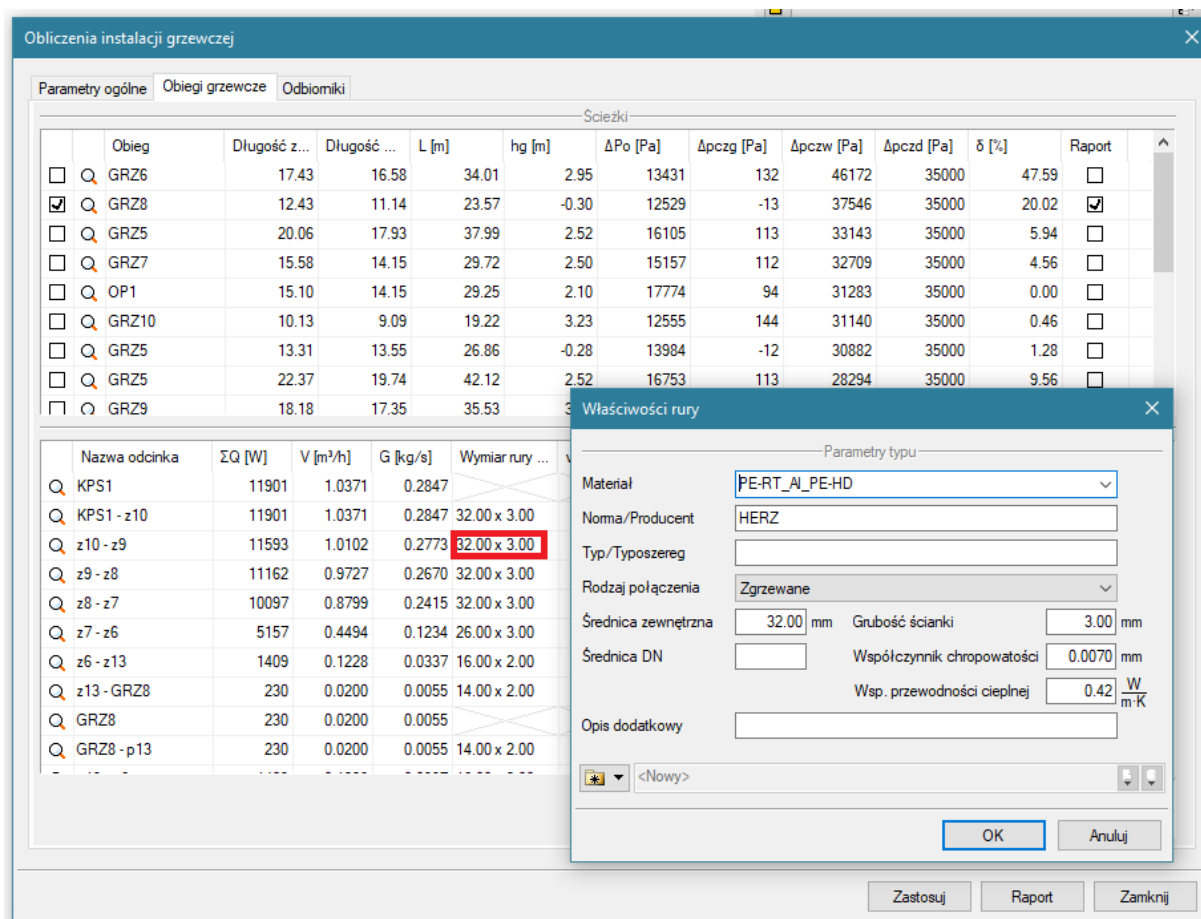 Obliczenia instalacji grzewczej
Parametry ogólne Obiegi grzewcze Odbiorniki
Ścieżki
Obieg Długość z... Długość ... L [m] hg [m] ΔPo [Pa] Δpczg [Pa] Δpczw [Pa] Δpczd [Pa] δ [%] Raport
GRZ6 17.43 16.58 34.01 2.95 13431 132 46172 35000 47.59
GRZ8 12.43 11.14 23.57 -0.30 12529 -13 37546 35000 20.02
GRZ5 20.06 17.93 37.99 2.52 16105 113 33143 35000 5.94
GRZ7 15.58 14.15 29.72 2.50 15157 112 32709 35000 4.56
OP1 15.10 14.15 29.25 2.10 17774 94 31283 35000 0.00
GRZ10 10.13 9.09 19.22 3.23 12555 144 31140 35000 0.46
GRZ5 13.31 13.55 26.86 -0.28 13984 -12 30882 35000 1.28
GRZ5 22.37 19.74 42.12 2.52 16753 113 28294 35000 9.56
GRZ9 18.18 17.35 35.53
Nazwa odcinka ΣQ [W] V [m³/h] G [kg/s] Wymiar rury ...
KPS1 11901 1.0371 0.2847
KPS1 - z10 11901 1.0371 0.2847 32.00 x 3.00
z10 - z9 11593 1.0102 0.2773 32.00 x 3.00
z9 - z8 11162 0.9727 0.2670 32.00 x 3.00
z8 - z7 10097 0.8799 0.2415 32.00 x 3.00
z7 - z6 5157 0.4494 0.1234 26.00 x 3.00
z6 - z13 1409 0.1228 0.0337 16.00 x 2.00
z13 - GRZ8 230 0.0200 0.0055 14.00 x 2.00
GRZ8 230 0.0200 0.0055
GRZ8 - p13 230 0.0200 0.0055 14.00 x 2.00
Właściwości rury
Parametry typu
Materiał PE-RT_Al_PE-HD
Norma/Producent HERZ
Typ/Typoszereg
Rodzaj połączenia Zgrzewane
Średnica zewnętrzna 32.00 mm Grubość ścianki 3.00 mm
Średnica DN Współczynnik chropowatości 0.0070 mm
Wsp. przewodności cieplnej 0.42 W/m·K
Opis dodatkowy
<Nowy>
OK Anuluj
Zastosuj Raport Zamknij